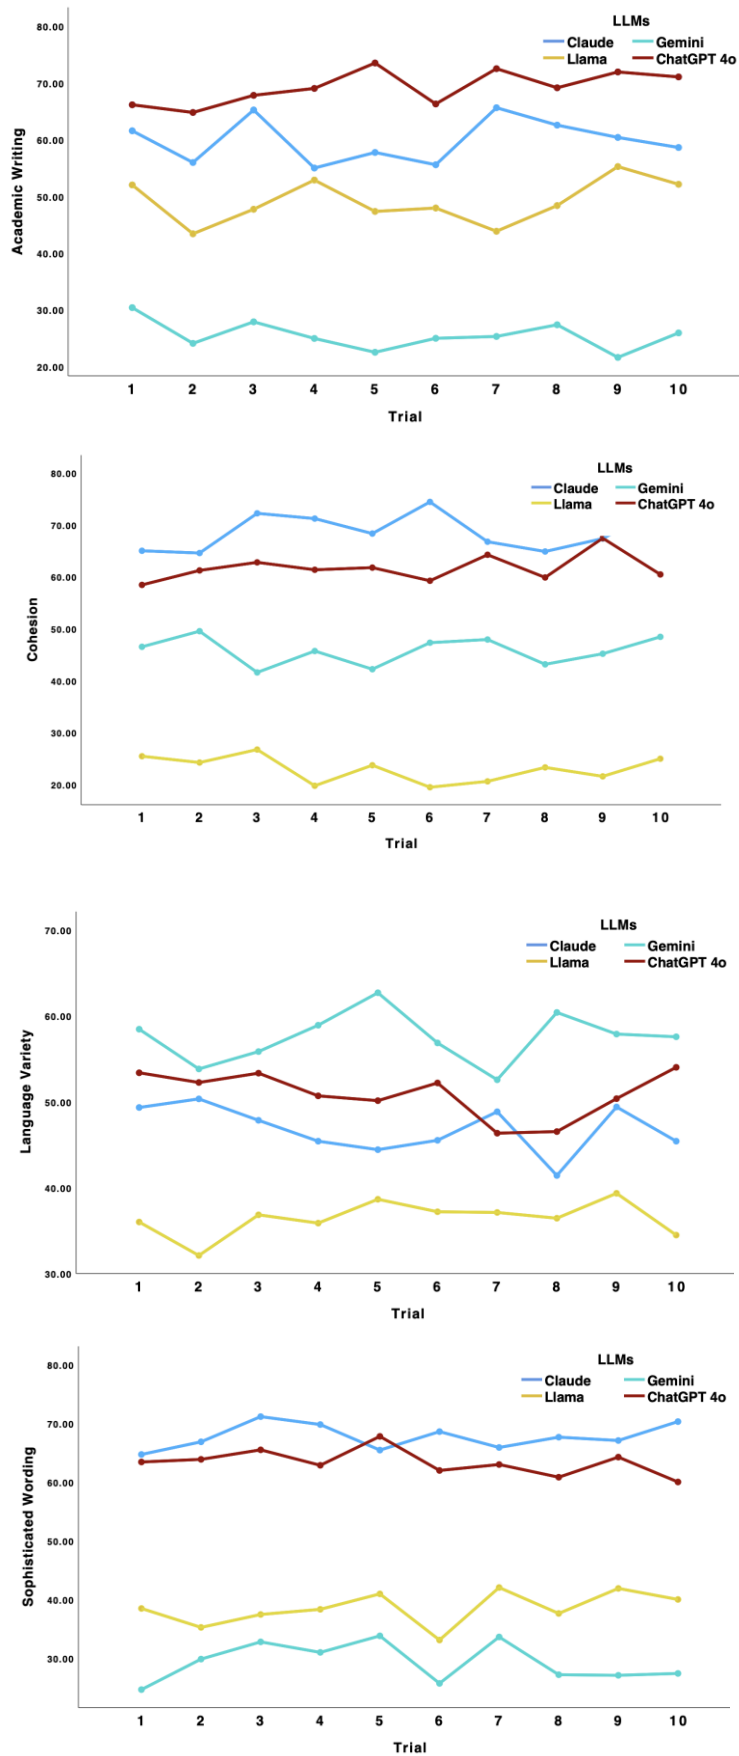 LLMs
Claude Gemini
Llama ChatGPT 4o
80.00
70.00
60.00
50.00
40.00
30.00
20.00
Academic Writing
1 2 3 4 5 6 7 8 9 10
Trial
LLMs
Claude Gemini
Llama ChatGPT 4o
80.00
70.00
60.00
50.00
40.00
30.00
20.00
Cohesion
1 2 3 4 5 6 7 8 9 10
Trial
LLMs
Claude Gemini
Llama ChatGPT 4o
70.00
60.00
50.00
40.00
30.00
Language Variety
1 2 3 4 5 6 7 8 9 10
Trial
LLMs
Claude Gemini
Llama ChatGPT 4o
80.00
70.00
60.00
50.00
40.00
30.00
Sophisticated Wording
1 2 3 4 5 6 7 8 9 10
Trial